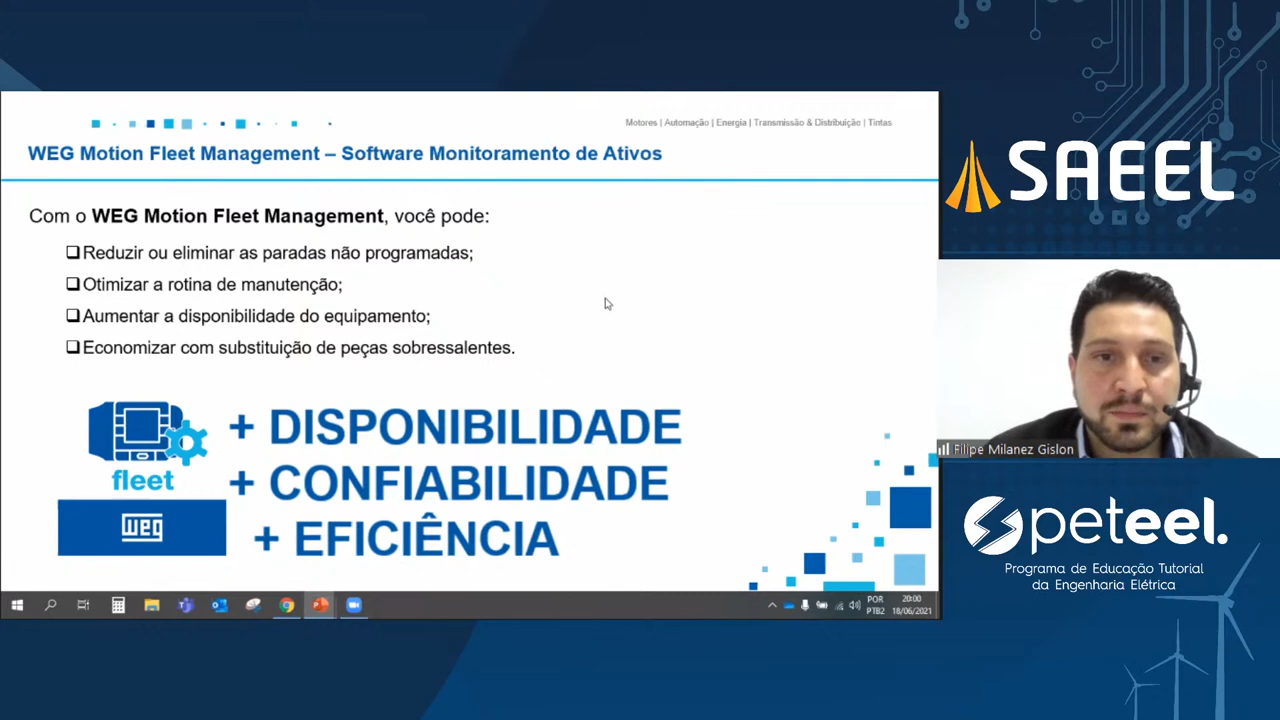 Motores | Automação | Energia | Transmissão & Distribuição | Tintas
WEG Motion Fleet Management – Software Monitoramento de Ativos
Com o WEG Motion Fleet Management, você pode:
Reduzir ou eliminar as paradas não programadas;
Otimizar a rotina de manutenção;
Aumentar a disponibilidade do equipamento;
Economizar com substituição de peças sobressalentes.
+ DISPONIBILIDADE
+ CONFIABILIDADE
+ EFICIÊNCIA
fleet
WEG
POR
PTB2
20:00
18/06/2021
SAEEL
Filipe Milanez Gislon
peteel.
Programa de Educação Tutorial
da Engenharia Elétrica